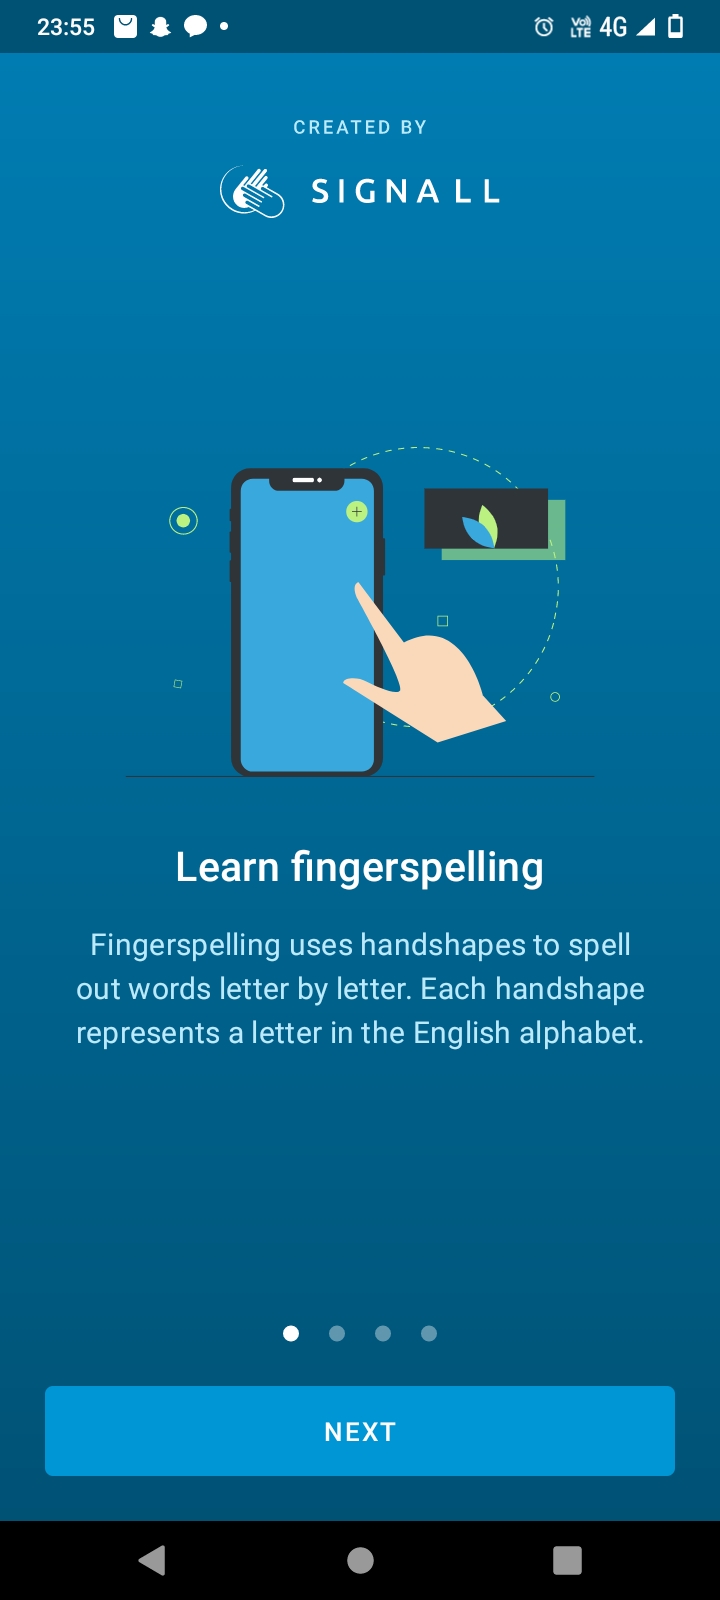 23:55
Vo) LTE 4G
CREATED BY
SIGNALL
Learn fingerspelling
Fingerspelling uses handshapes to spell
out words letter by letter. Each handshape
represents a letter in the English alphabet.
NEXT